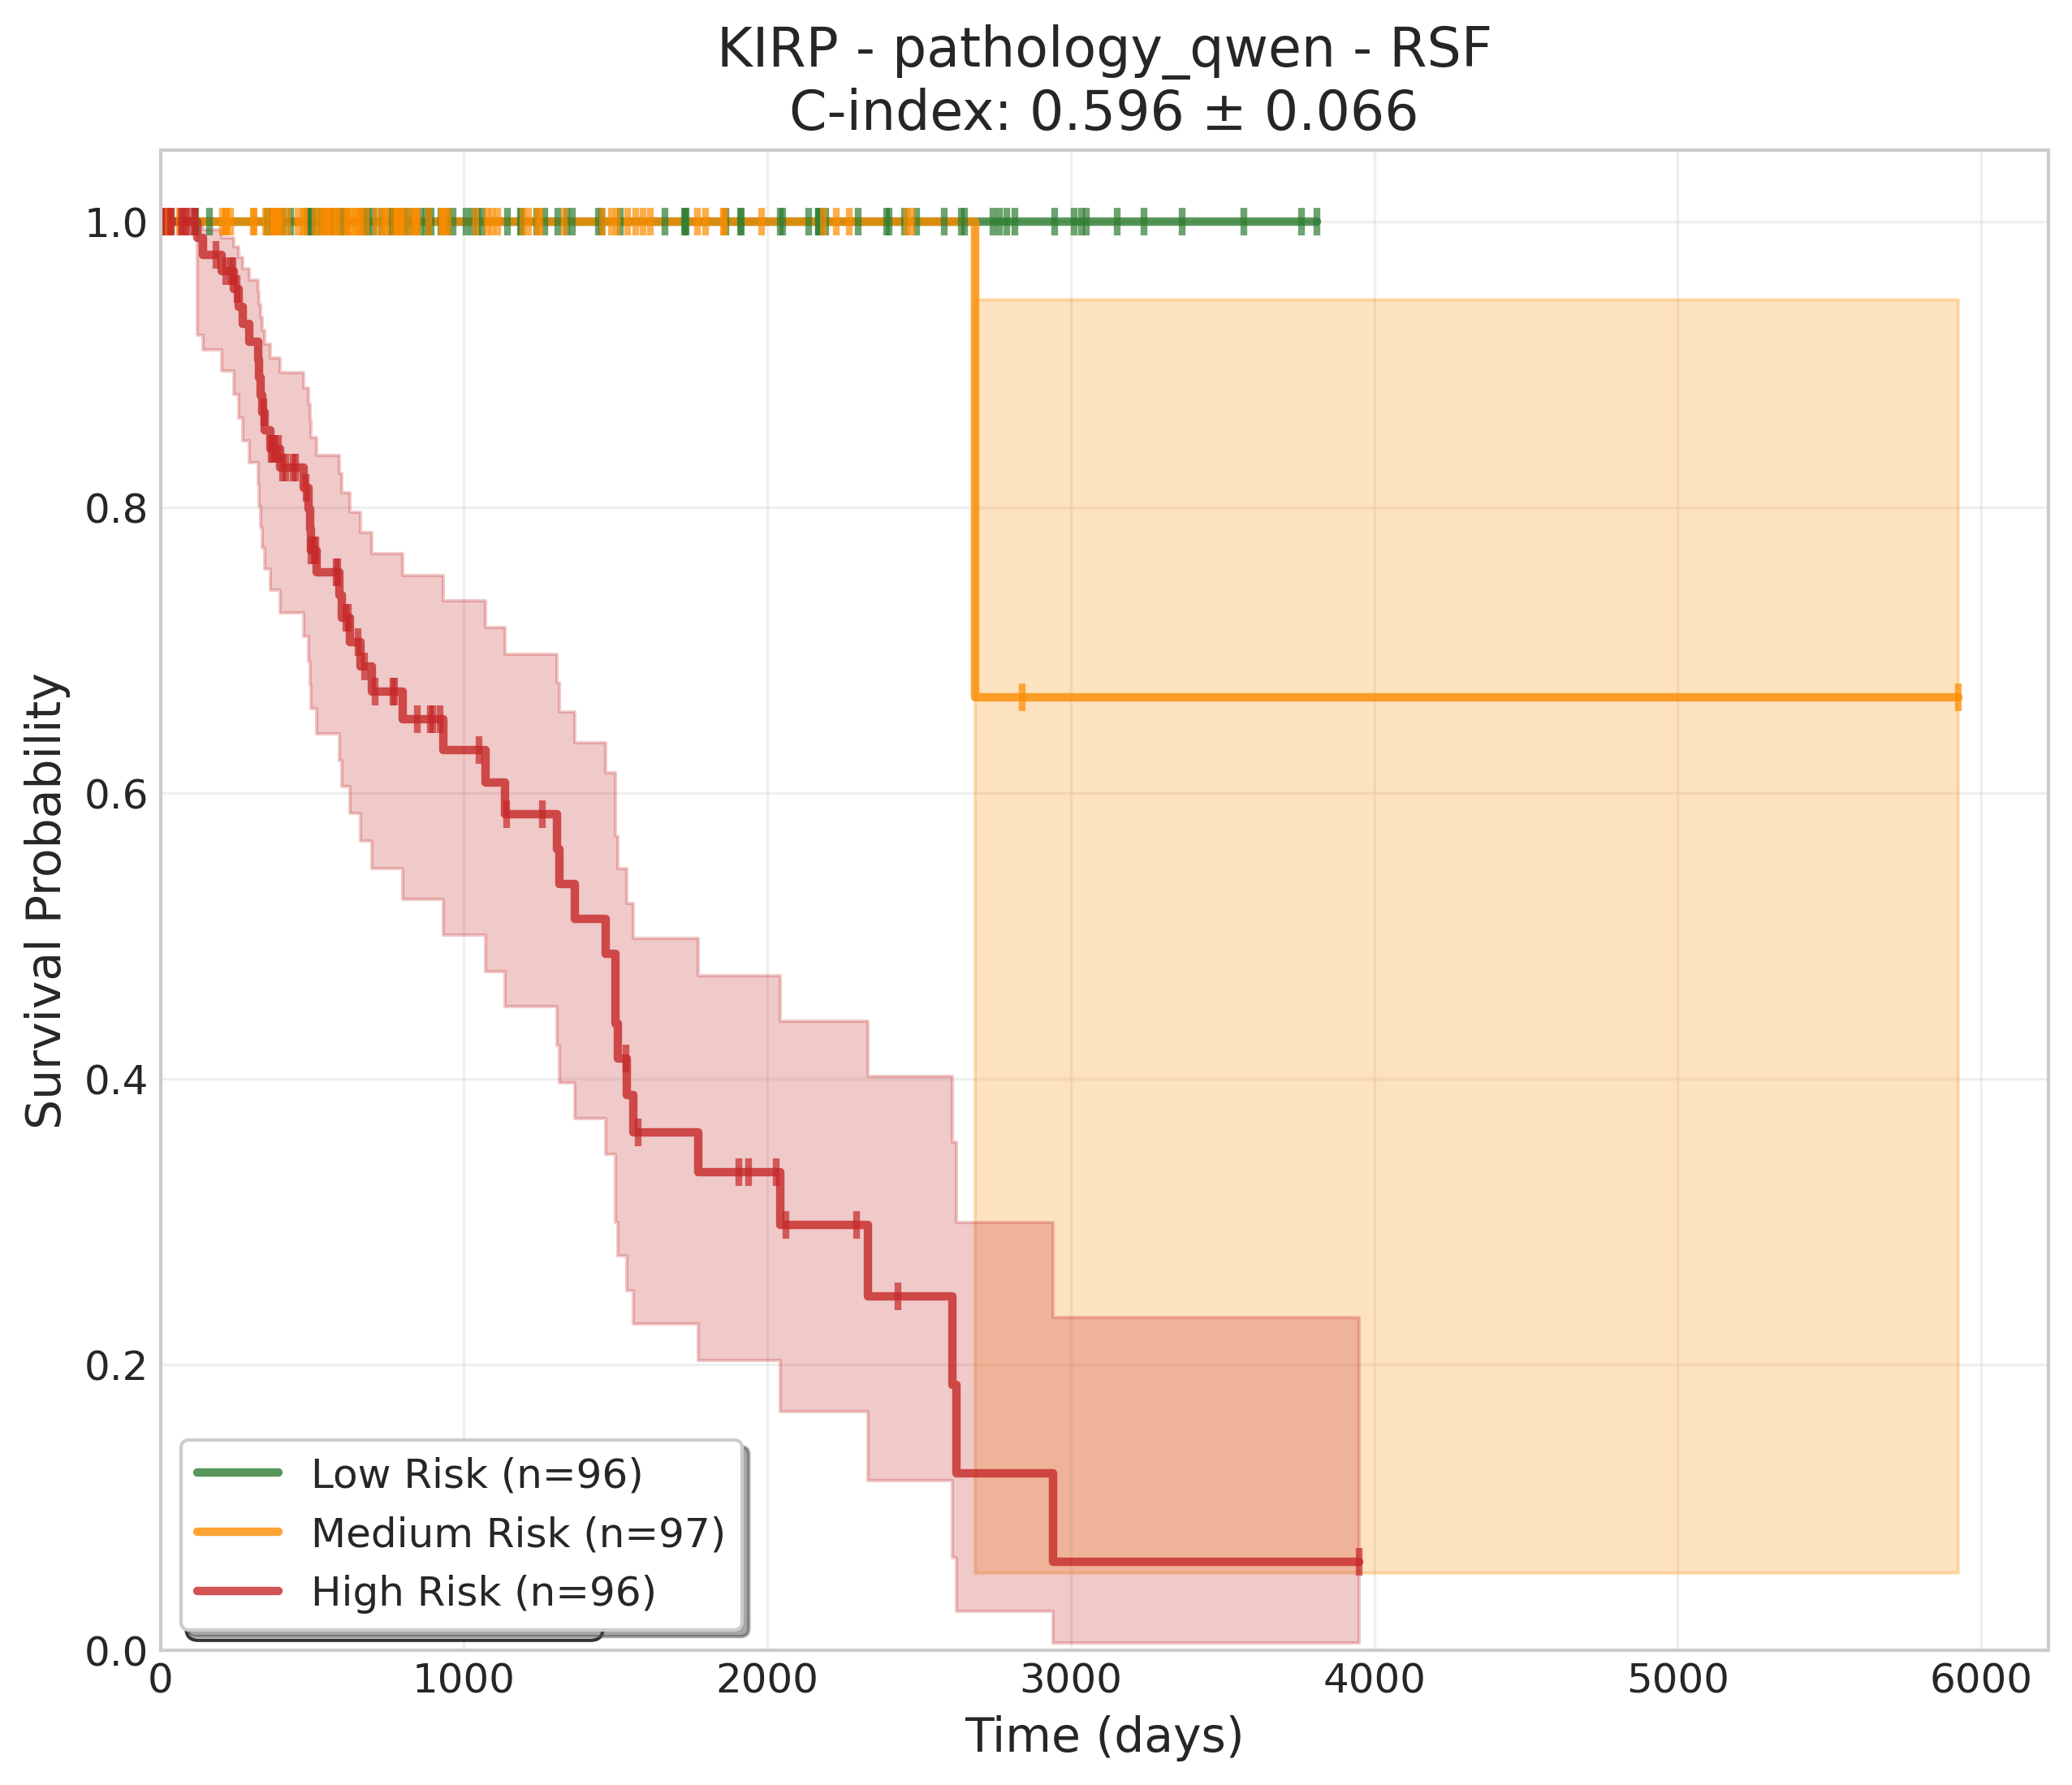 KIRP - pathology_qwen - RSF
C-index: 0.596 ± 0.066
Survival Probability
1.0
0.8
0.6
0.4
0.2
0.0
Low Risk (n=96)
Medium Risk (n=97)
High Risk (n=96)
0 1000 2000 3000 4000 5000 6000
Time (days)